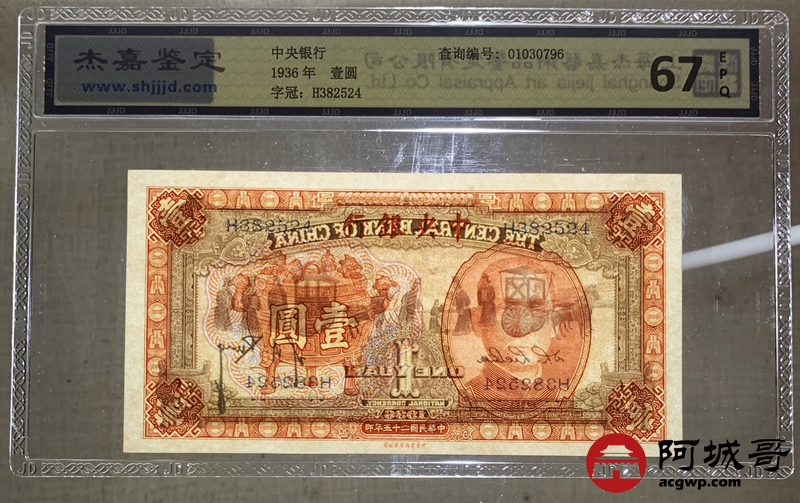 杰嘉鉴定
www.shjjjd.com
中央银行
1936 年 壹圆
字冠：H382524
查询编号：01030796
67
EPQ
H382524
行銀央中
H382524
THE CENTRAL BANK OF CHINA
圓壹
ONE YUAN
H382524
H382524
NATIONAL CURRENCY
1936
印年五十二國民華中
阿城哥
acgwp.com